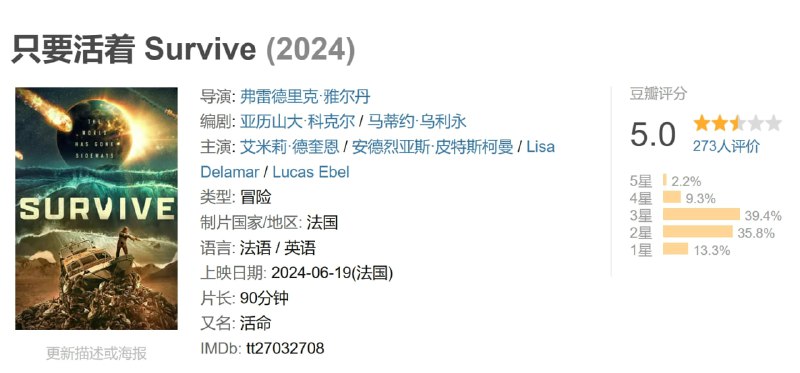 只要活着 Survive (2024)
THE
WORLD
HAS GONE
SIDEWAYS
SURVIVE
更新描述或海报
导演: 弗雷德里克·雅尔丹
编剧: 亚历山大·科克尔 / 马蒂约·乌利永
主演: 艾米莉·德奎恩 / 安德烈亚斯·皮特斯柯曼 / Lisa
Delamar / Lucas Ebel
类型: 冒险
制片国家/地区: 法国
语言: 法语 / 英语
上映日期: 2024-06-19(法国)
片长: 90分钟
又名: 活命
IMDb: tt27032708
豆瓣评分
5.0
273人评价
5星 2.2%
4星 9.3%
3星 39.4%
2星 35.8%
1星 13.3%